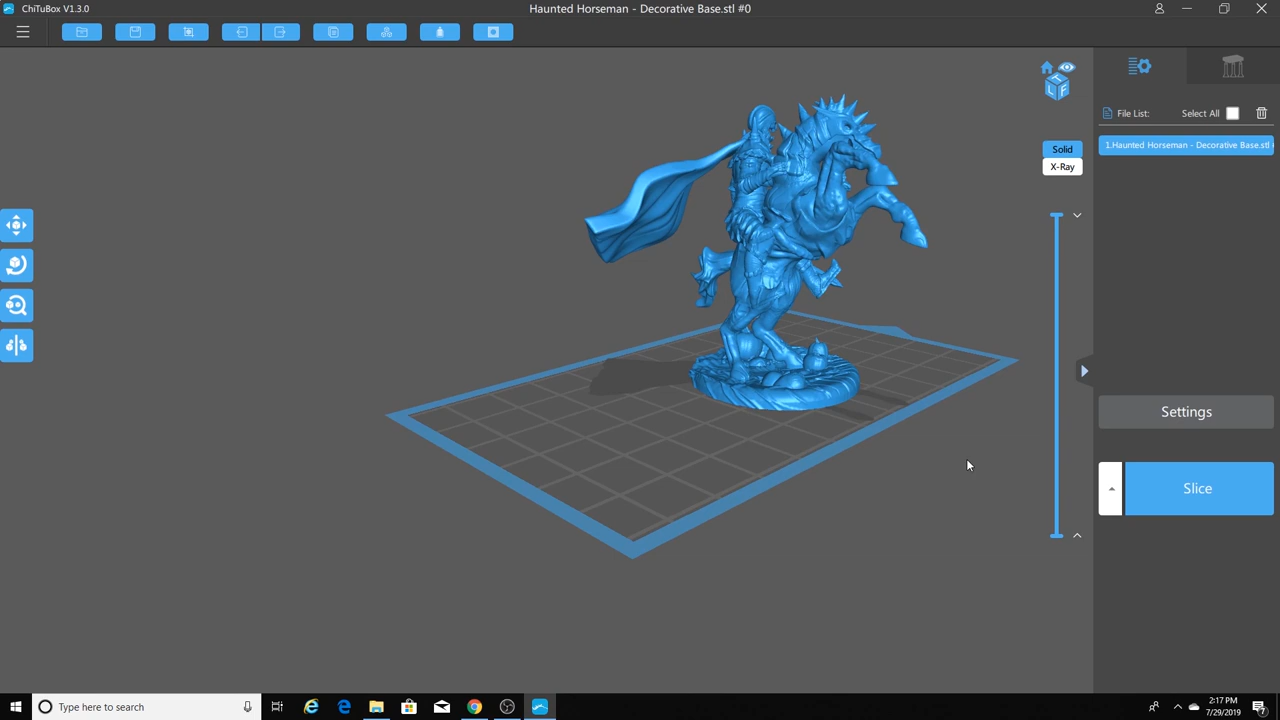 ChiTuBox V1.3.0
Haunted Horseman - Decorative Base.stl #0
T
L
F
File List:
Select All
1.Haunted Horseman - Decorative Base.stl
Solid
X-Ray
Settings
Slice
Type here to search
2:17 PM
7/29/2019